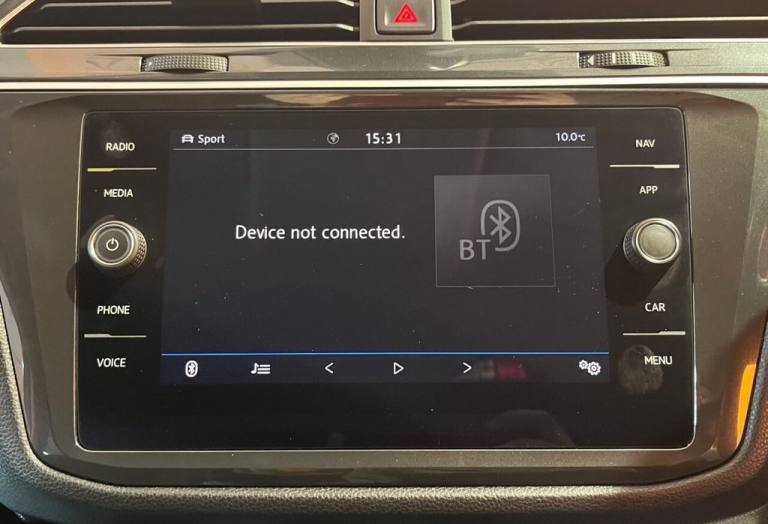 RADIO
MEDIA
PHONE
VOICE
Sport
15:31
10.0°C
Device not connected.
BT
NAV
APP
CAR
MENU